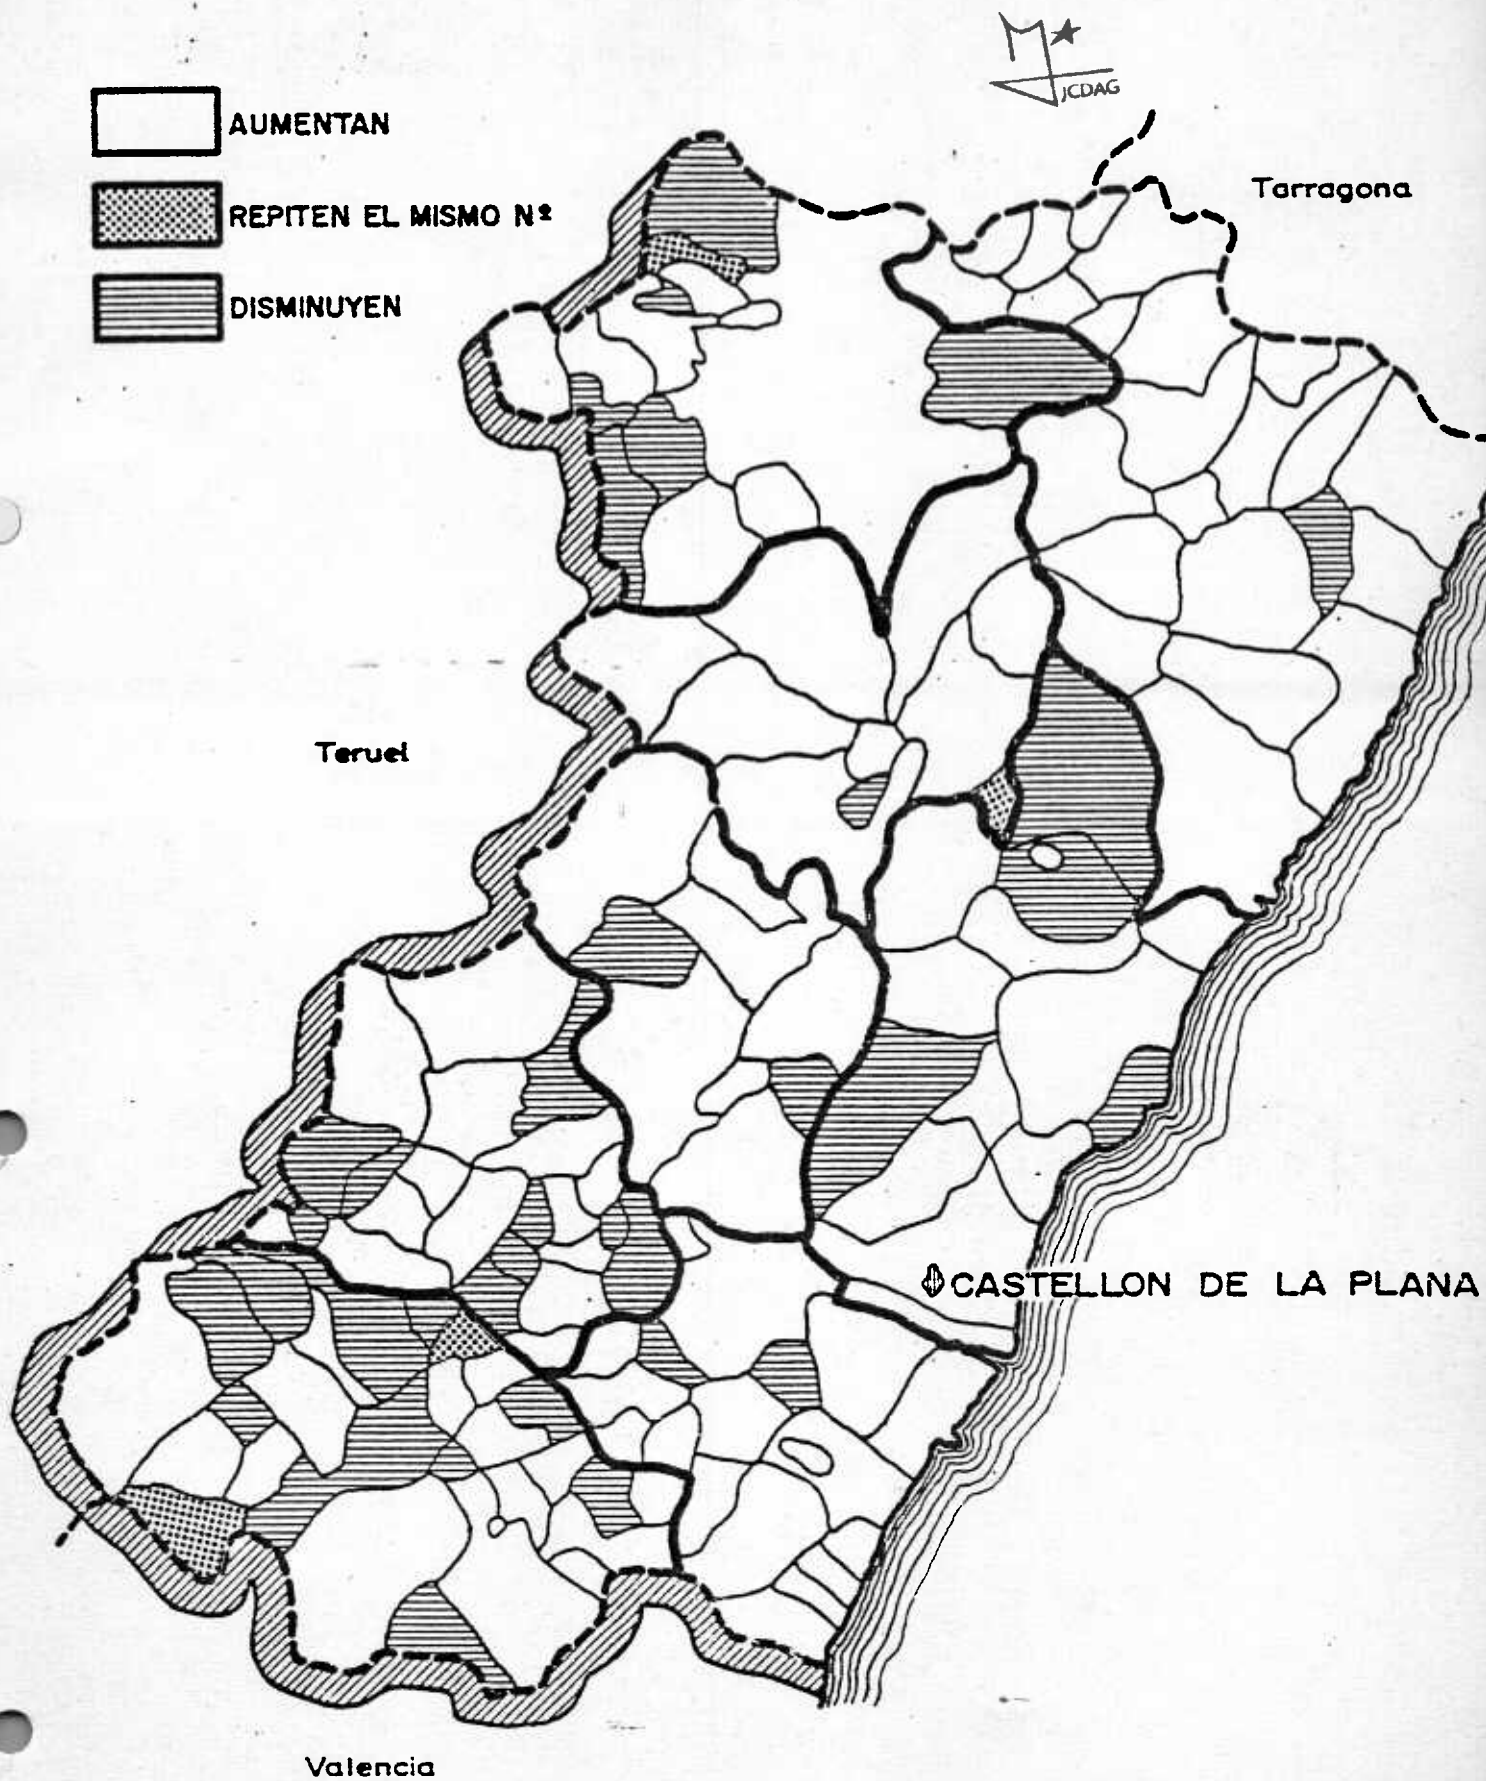 JCDAG
AUMENTAN
REPITEN EL MISMO Nº
DISMINUYEN
Tarragona
Teruel
CASTELLON DE LA PLANA
Valencia